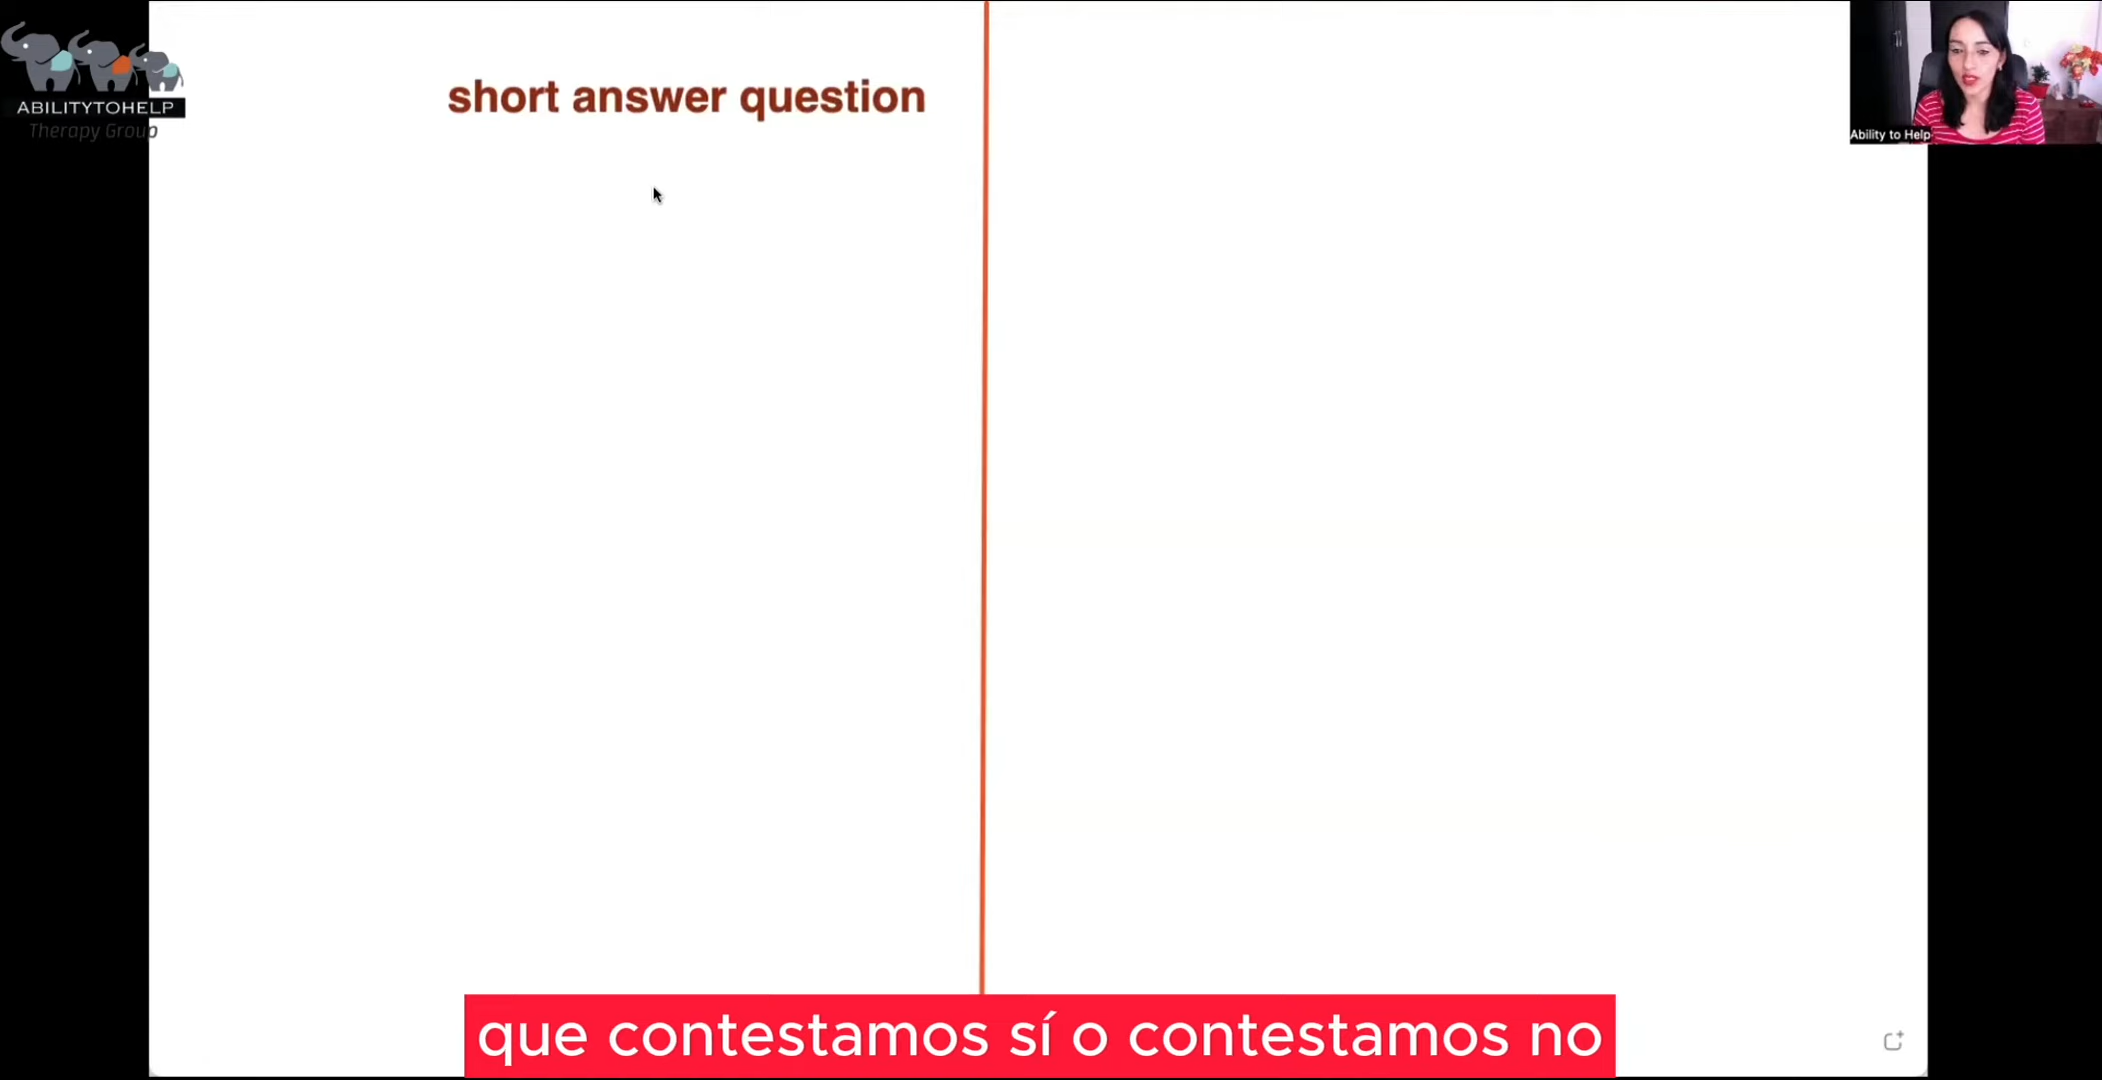 ABILITYTOHELP
Therapy Group
short answer question
Ability to Help
que contestamos sí o contestamos no